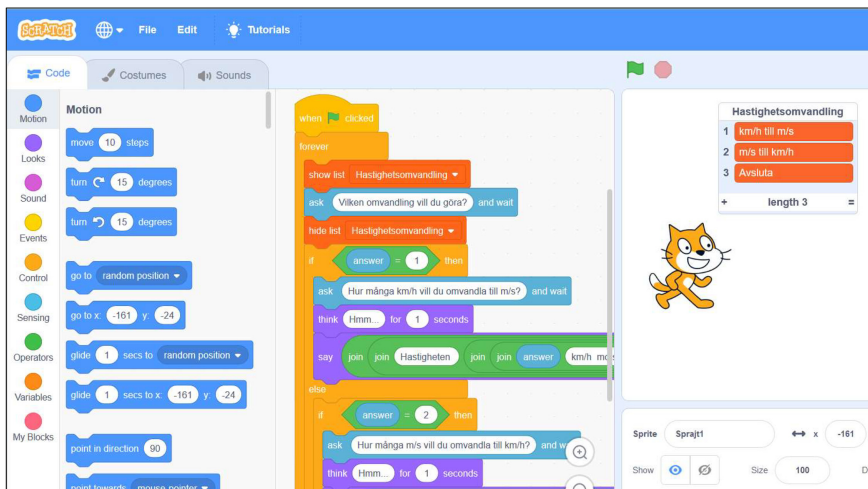 SCRATCH
File Edit Tutorials
Code Costumes Sounds
Motion
Looks
Sound
Events
Control
Sensing
Operators
Variables
My Blocks
Motion
move 10 steps
turn 15 degrees
turn 15 degrees
go to random position
go to x: -161 y: -24
glide 1 secs to random position
glide 1 secs to x: -161 y: -24
point in direction 90
point towards mouse-pointer
when clicked
forever
show list Hastighetsomvandling
ask Vilken omvandling vill du göra? and wait
hide list Hastighetsomvandling
if answer = 1 then
ask Hur många km/h vill du omvandla till m/s? and wait
think Hmm... for 1 seconds
say join join Hastigheten join join answer km/h
else
if answer = 2 then
ask Hur många m/s vill du omvandla till km/h? and
think Hmm... for 1 seconds
Hastighetsomvandling
1 km/h till m/s
2 m/s till km/h
3 Avsluta
+ length 3 =
Sprite Sprajt1 x -161
Show Size 100 D